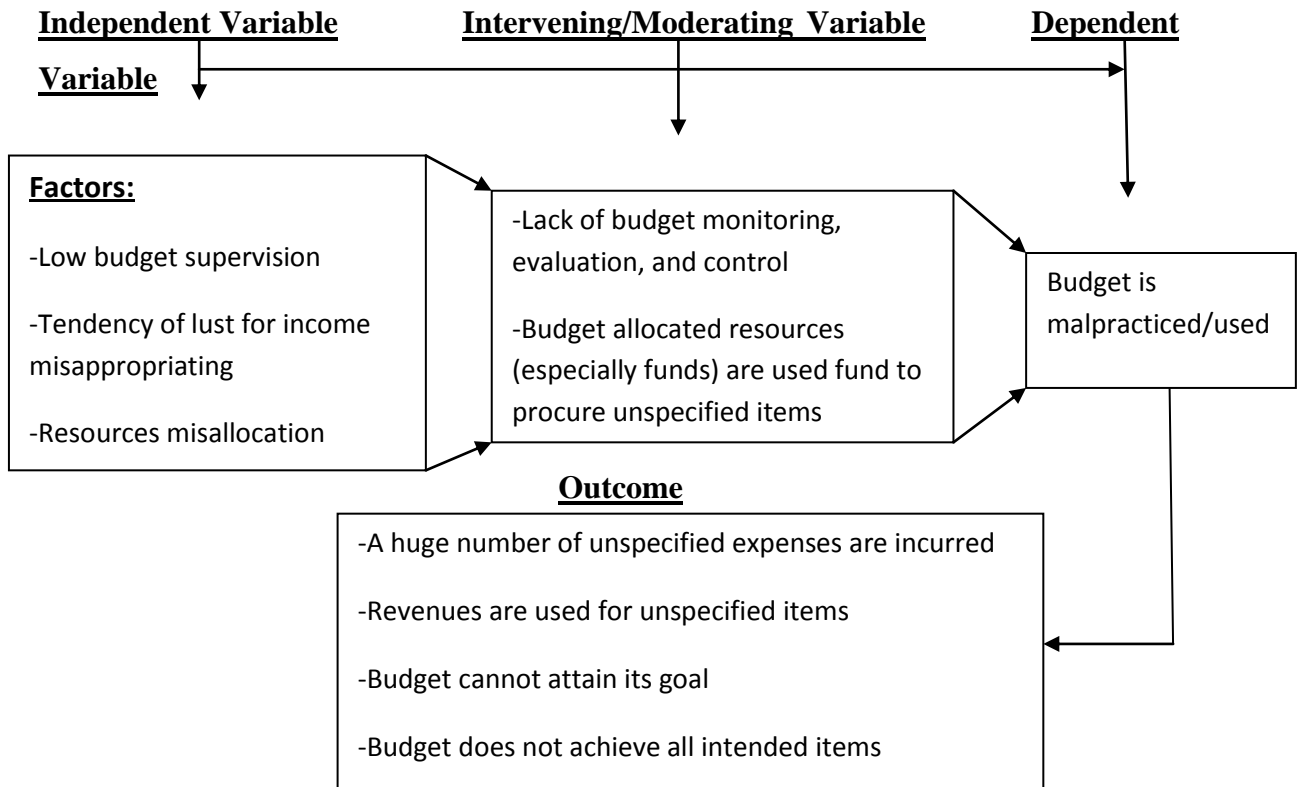 Independent Variable Intervening/Moderating Variable Dependent
Variable
Factors:
-Low budget supervision
-Tendency of lust for income
misappropriating
-Resources misallocation
-Lack of budget monitoring,
evaluation, and control
-Budget allocated resources
(especially funds) are used fund to
procure unspecified items
Budget is
malpracticed/used
Outcome
-A huge number of unspecified expenses are incurred
-Revenues are used for unspecified items
-Budget cannot attain its goal
-Budget does not achieve all intended items